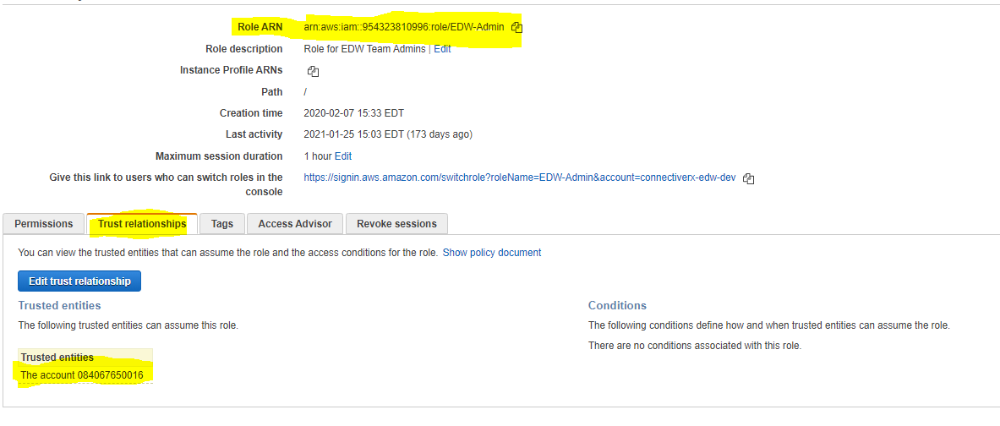 Role ARN arn:aws:iam::954323810996:role/EDW-Admin
Role description Role for EDW Team Admins | Edit
Instance Profile ARNs
Path /
Creation time 2020-02-07 15:33 EDT
Last activity 2021-01-25 15:03 EDT (173 days ago)
Maximum session duration 1 hour Edit
Give this link to users who can switch roles in the https://signin.aws.amazon.com/switchrole?roleName=EDW-Admin&account=connectiverx-edw-dev
console
Permissions Trust relationships Tags Access Advisor Revoke sessions
You can view the trusted entities that can assume the role and the access conditions for the role. Show policy document
Edit trust relationship
Trusted entities
The following trusted entities can assume this role.
Trusted entities
The account 084067650016
Conditions
The following conditions define how and when trusted entities can assume the role.
There are no conditions associated with this role.